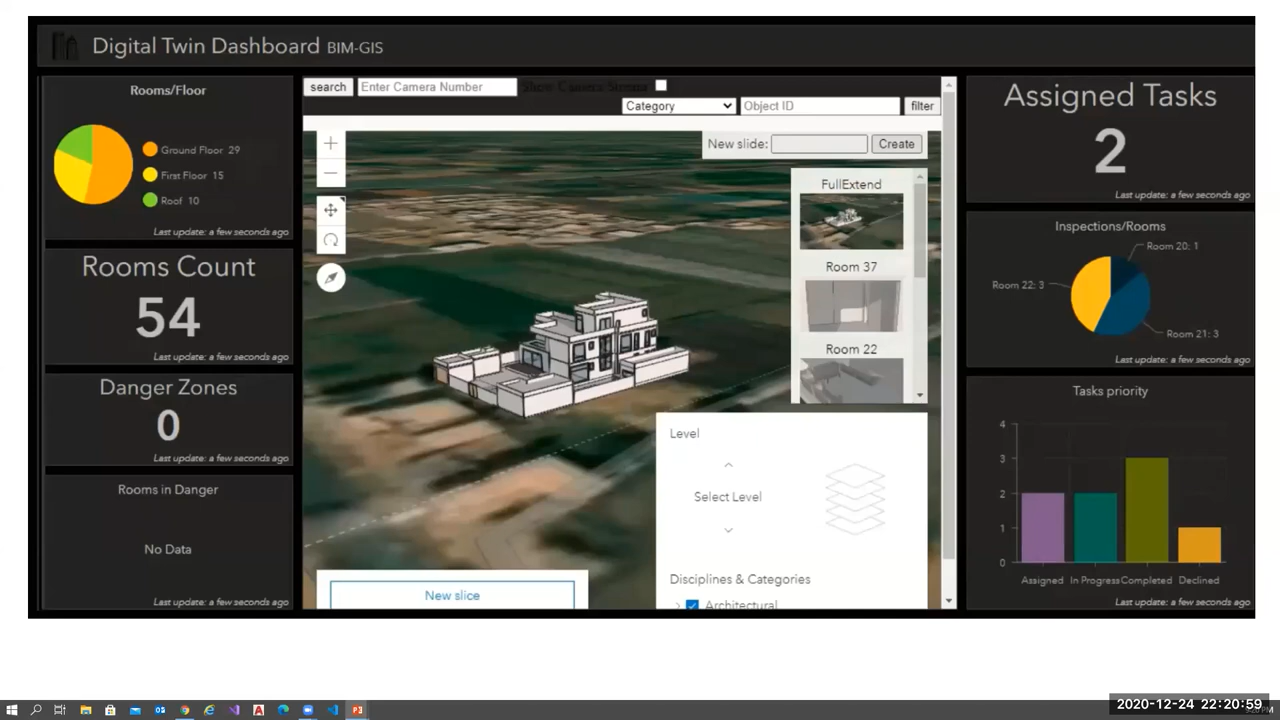 Digital Twin Dashboard BIM-GIS
Rooms/Floor
Ground Floor 29
First Floor 15
Roof 10
Last update: a few seconds ago
Rooms Count
54
Last update: a few seconds ago
Danger Zones
0
Last update: a few seconds ago
Rooms in Danger
No Data
Last update: a few seconds ago
search Enter Camera Number Show Camera Stream
Category Object ID filter
New slide: Create
FullExtend
Room 37
Room 22
Level
Select Level
Disciplines & Categories
Architectural
New slice
Assigned Tasks
2
Last update: a few seconds ago
Inspections/Rooms
Room 20: 1
Room 22: 3
Room 21: 3
Last update: a few seconds ago
Tasks priority
4
3
2
1
0
Assigned In Progress Completed Declined
Last update: a few seconds ago
2020-12-24 22:20:59